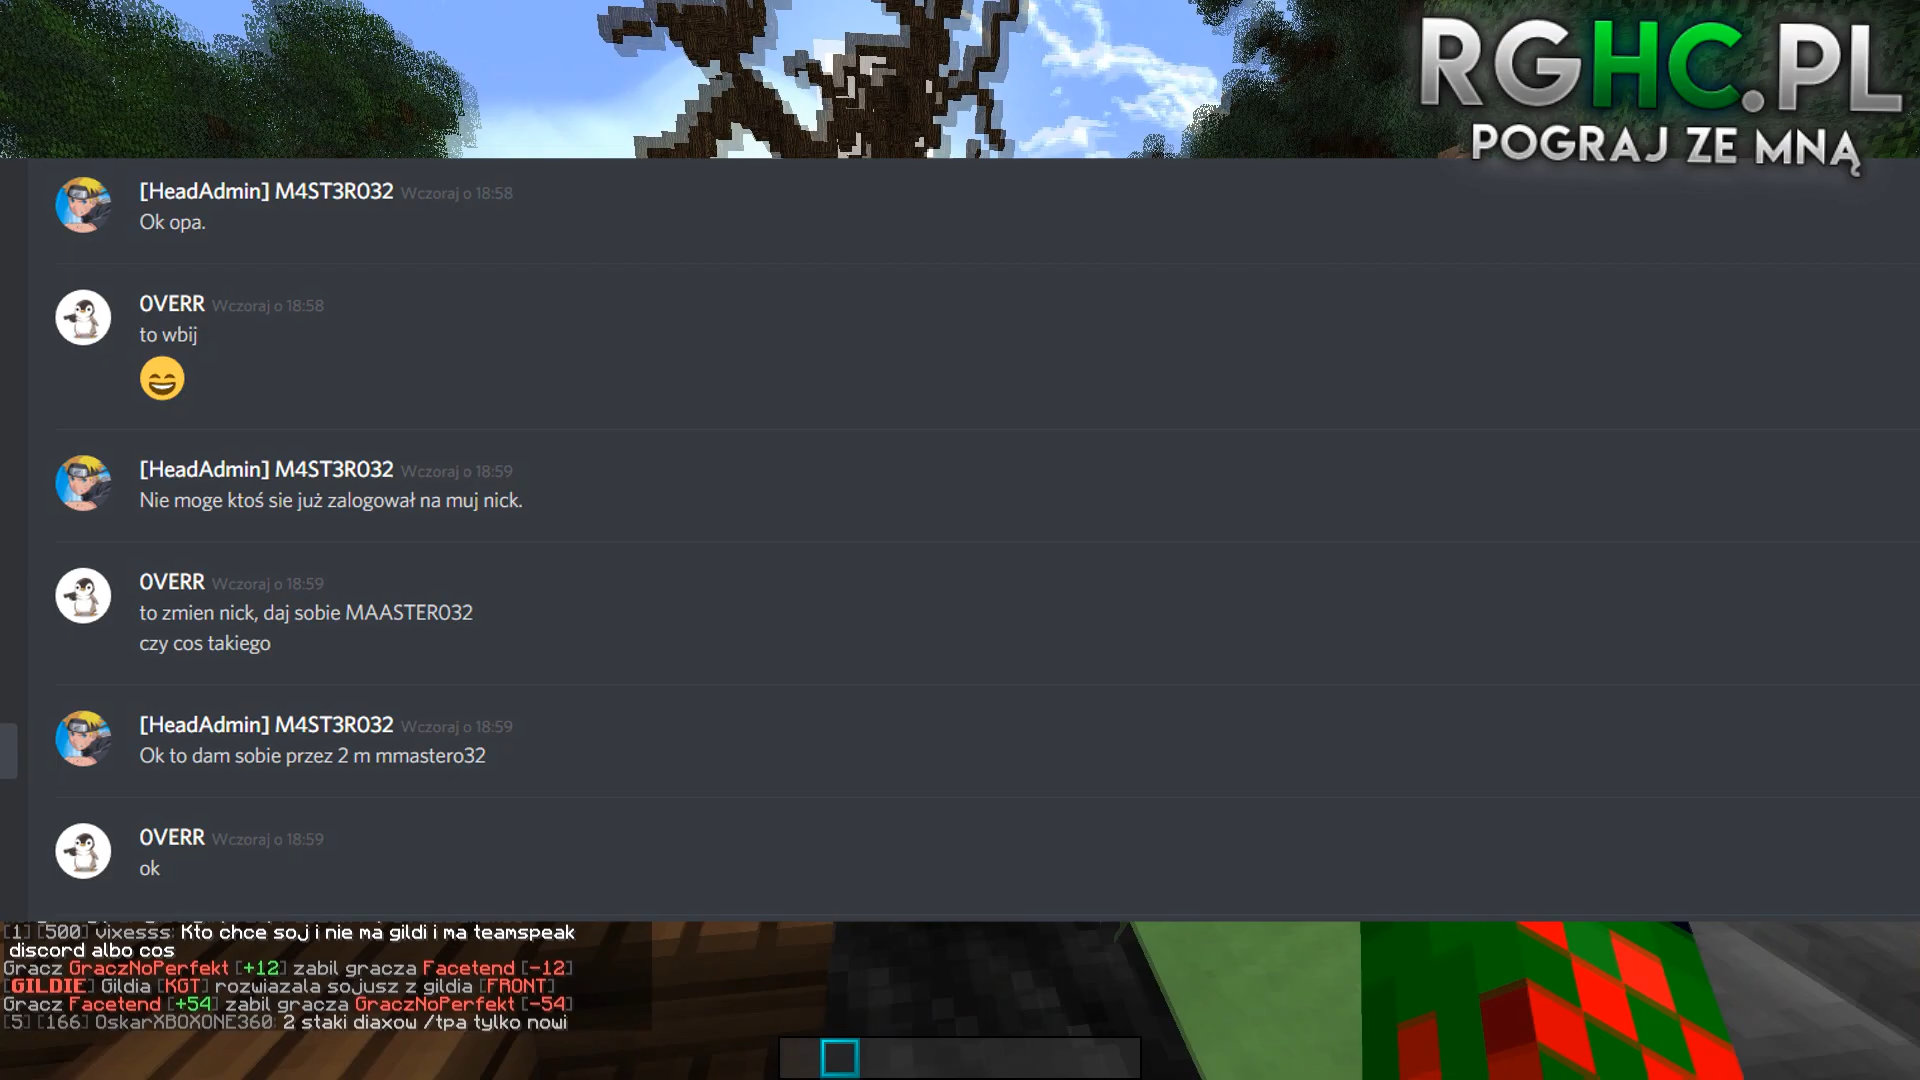 RGHC.PL
POGRAJ ZE MNĄ
[HeadAdmin] M4ST3RO32 Wczoraj o 18:58
Ok opa.
0VERR Wczoraj o 18:58
to wbij
[HeadAdmin] M4ST3RO32 Wczoraj o 18:59
Nie moge ktoś sie już zalogował na muj nick.
0VERR Wczoraj o 18:59
to zmien nick, daj sobie MAASTERO32
czy cos takiego
[HeadAdmin] M4ST3RO32 Wczoraj o 18:59
Ok to dam sobie przez 2 m mmastero32
0VERR Wczoraj o 18:59
ok
[1] [500] vixesss: Kto chce soj i nie ma gildi i ma teamspeak
discord albo cos
Gracz GraczNoPerfekt [+12] zabil gracza Facetend [-12]
[GILDIE] Gildia [KGT] rozwiazala sojusz z gildia [FRONT]
Gracz Facetend [+54] zabil gracza GraczNoPerfekt [-54]
[5] [166] OskarXBOXONE360: 2 staki diaxow /tpa tylko nowi